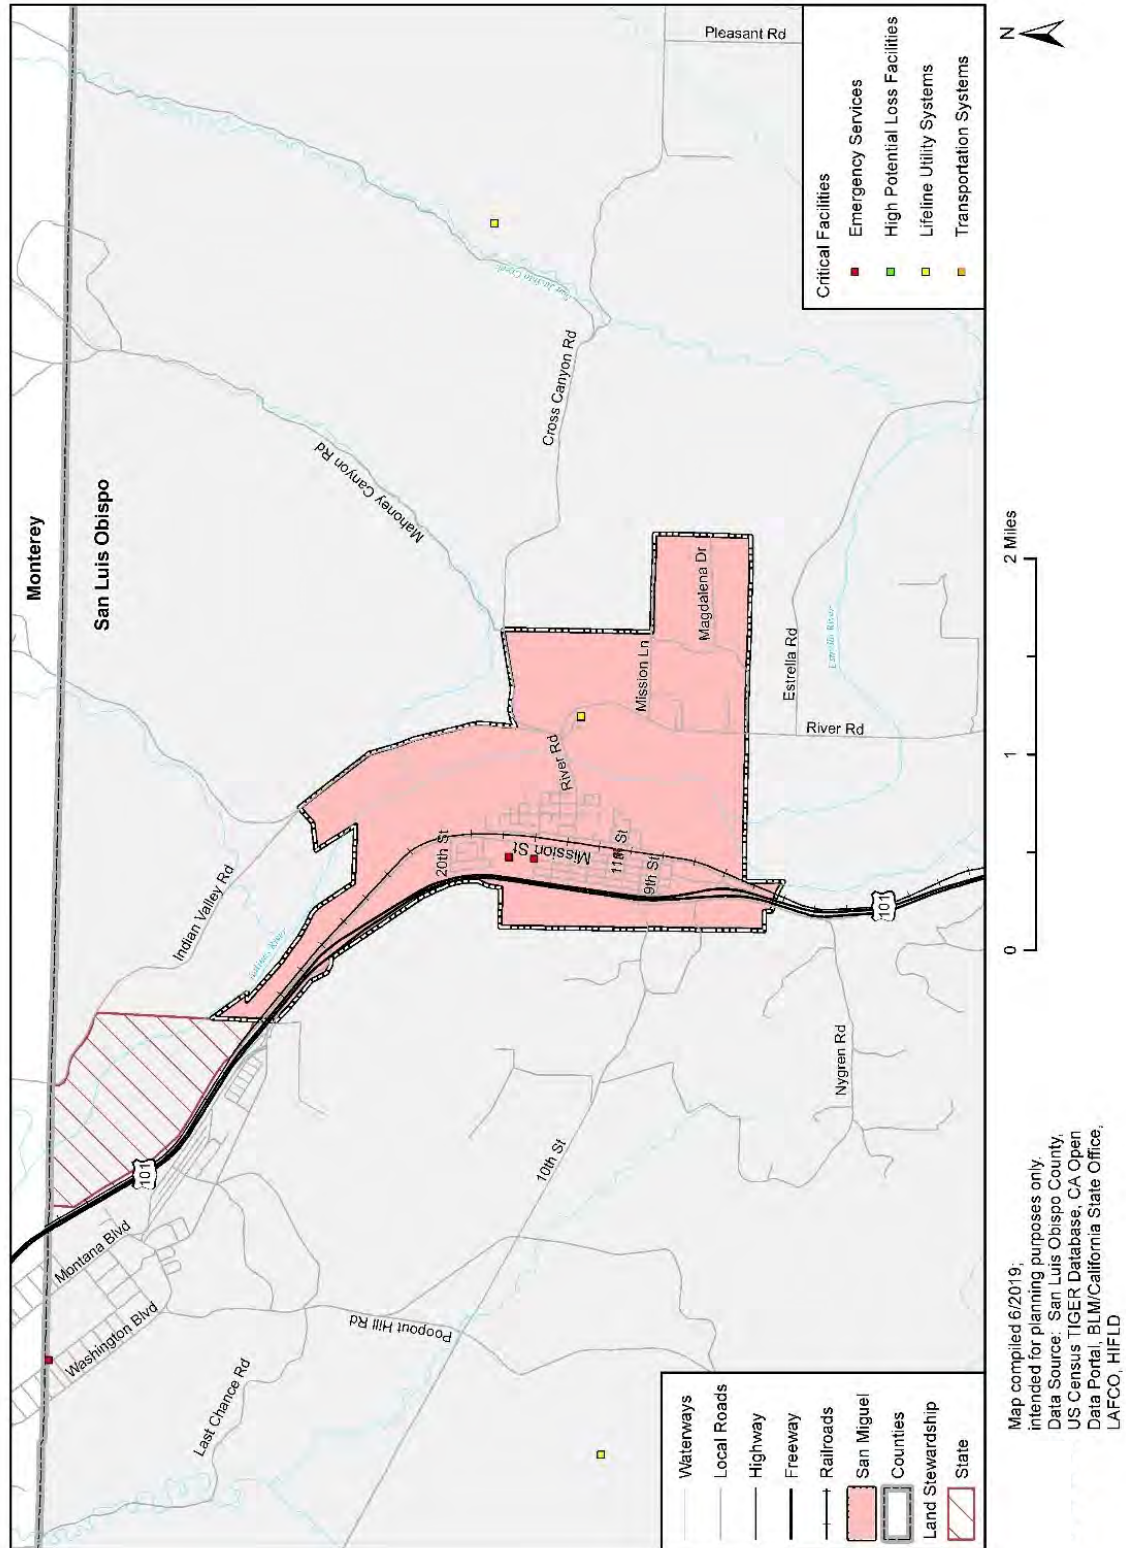 Monterey
San Luis Obispo
Pleasant Rd
Mahoney Canyon Rd
Cross Canyon Rd
Indian Valley Rd
20th St
Mission St
River Rd
11th St
9th St
Mission Ln
Magdalena Dr
Estrella Rd
Estrella River
River Rd
101
101
Montana Blvd
Washington Blvd
Last Chance Rd
Poopout Hill Rd
10th St
Nygren Rd
Waterways
Local Roads
Highway
Freeway
Railroads
San Miguel
Counties
Land Stewardship
State
Critical Facilities
Emergency Services
High Potential Loss Facilities
Lifeline Utility Systems
Transportation Systems
N
0 1 2 Miles
Map compiled 6/2019;
intended for planning purposes only.
Data Source: San Luis Obispo County,
US Census TIGER Database, CA Open
Data Portal, BLM/California State Office,
LAFCO, HIFLD